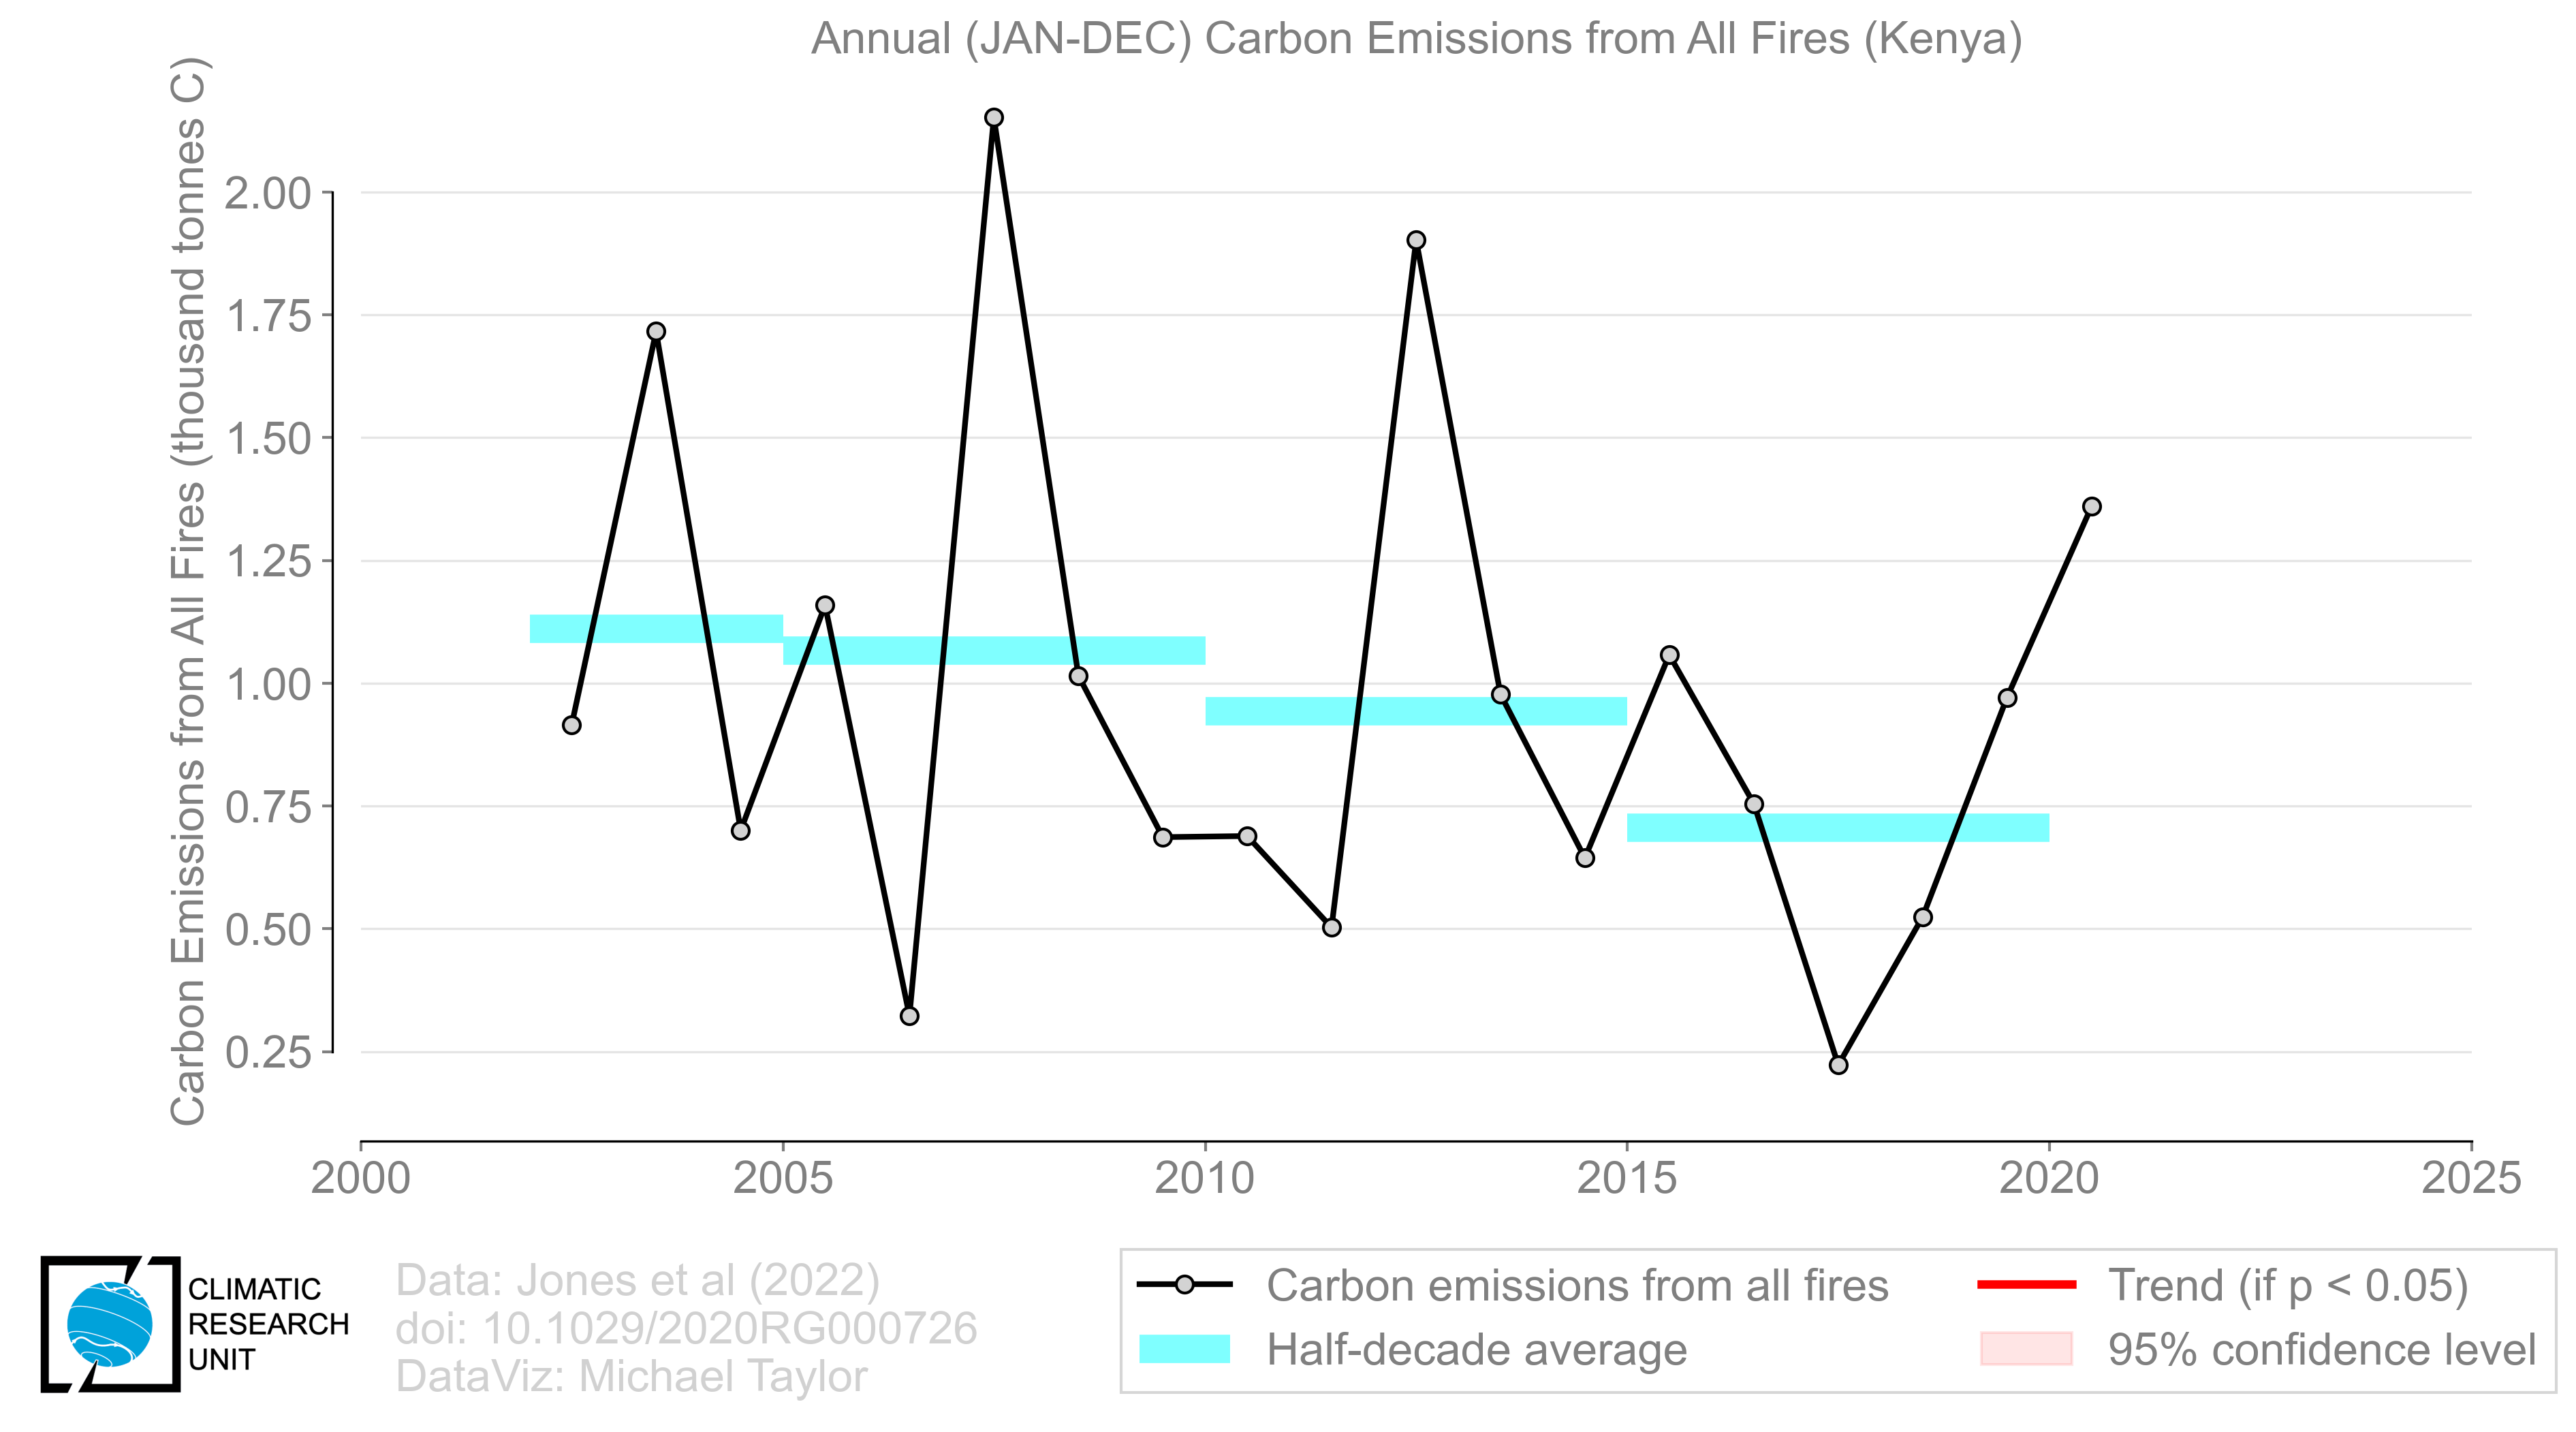 Annual (JAN-DEC) Carbon Emissions from All Fires (Kenya)
Carbon Emissions from All Fires (thousand tonnes C)
2.00
1.75
1.50
1.25
1.00
0.75
0.50
0.25
2000 2005 2010 2015 2020 2025
CLIMATIC
RESEARCH
UNIT
Data: Jones et al (2022)
doi: 10.1029/2020RG000726
DataViz: Michael Taylor
Carbon emissions from all fires
Half-decade average
Trend (if p < 0.05)
95% confidence level